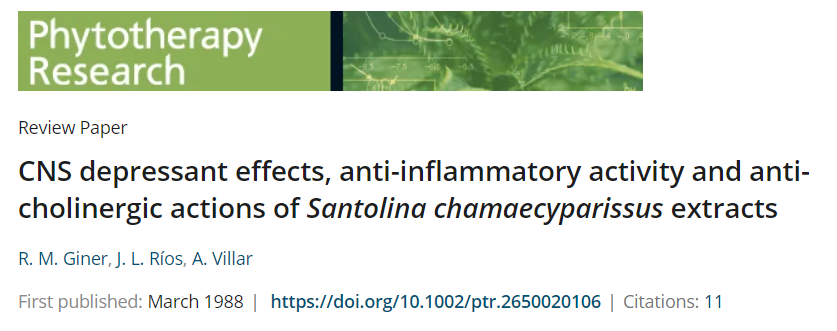 Phytotherapy
Research
Review Paper
CNS depressant effects, anti-inflammatory activity and anti-
cholinergic actions of Santolina chamaecyparissus extracts
R. M. Giner, J. L. Ríos, A. Villar
First published: March 1988 | https://doi.org/10.1002/ptr.2650020106 | Citations: 11